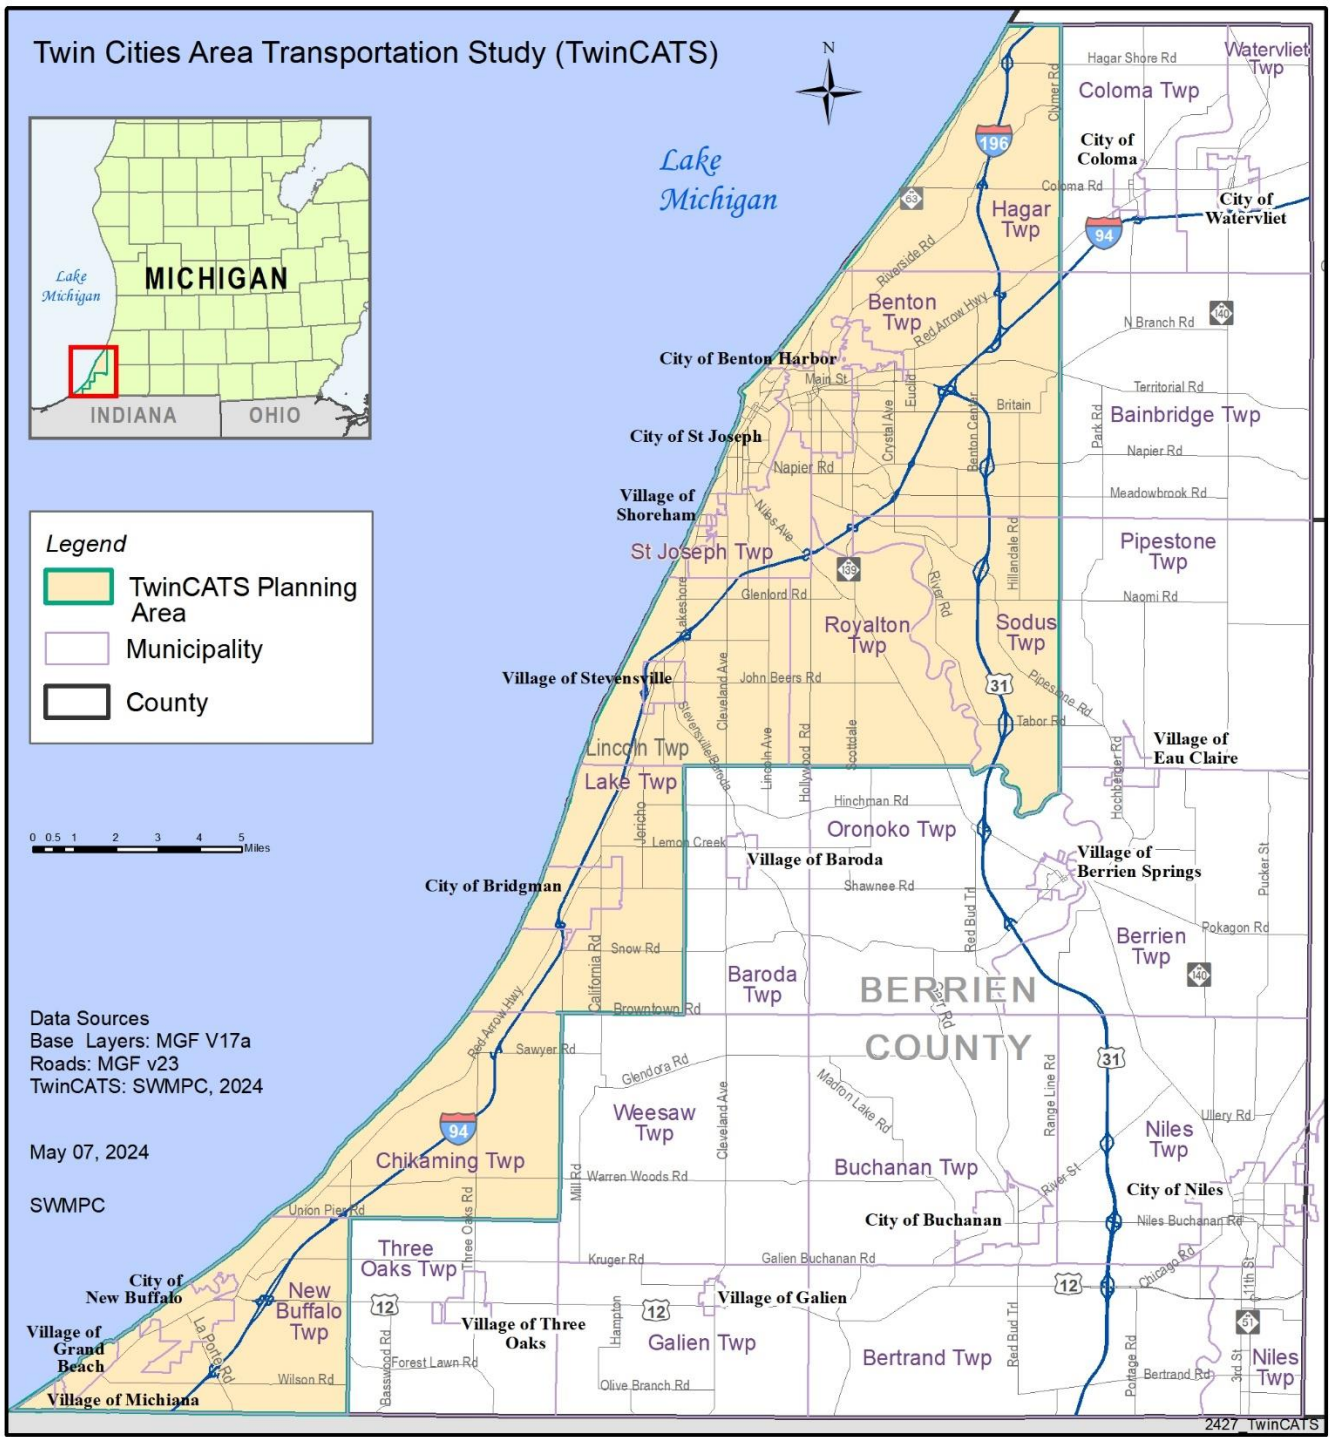 Twin Cities Area Transportation Study (TwinCATS)
N
Lake
Michigan
Lake
Michigan
MICHIGAN
INDIANA
OHIO
Legend
TwinCATS Planning
Area
Municipality
County
0 0.5 1 2 3 4 5
Miles
Data Sources
Base Layers: MGF V17a
Roads: MGF v23
TwinCATS: SWMPC, 2024
May 07, 2024
SWMPC
Hagar Shore Rd
Watervliet
Twp
Coloma Twp
Clymer Rd
196
City of
Coloma
Coloma Rd
63
Hagar
Twp
City of
Watervliet
94
Riverside Rd
Benton
Twp
Red Arrow Hwy
140
N Branch Rd
City of Benton Harbor
Main St
Euclid
Territorial Rd
Britain
Bainbridge Twp
Park Rd
Crystal Ave
Benton Center
City of St Joseph
Napier Rd
Napier Rd
Meadowbrook Rd
Village of
Shoreham
Niles Ave
St Joseph Twp
Hillandale Rd
Pipestone
Twp
139
River Rd
Glenlord Rd
Lakeshore
Naomi Rd
Royalton
Twp
Sodus
Twp
Village of Stevensville
John Beers Rd
Cleveland Ave
31
Pipestone Rd
Tabor Rd
Stevensville/Baroda
Lincoln Ave
Hollywood Rd
Scottdale
Lincoln Twp
Lake Twp
Village of
Eau Claire
Hochberger Rd
Hinchman Rd
Oronoko Twp
Jericho
Lemon Creek
Village of Baroda
Village of
Berrien Springs
Pucker St
City of Bridgman
Shawnee Rd
Red Bud Trl
Snow Rd
California Rd
Berrien
Twp
Pokagon Rd
140
Baroda
Twp
BERRIEN
COUNTY
Browntown Rd
Red Arrow Hwy
Sawyer Rd
Glendora Rd
Madron Lake Rd
Range Line Rd
31
94
Weesaw
Twp
Cleveland Ave
Ullery Rd
Niles
Twp
Chikaming Twp
Mill Rd
Warren Woods Rd
Buchanan Twp
River St
City of Niles
Union Pier Rd
Three Oaks Rd
City of Buchanan
Niles Buchanan Rd
Three
Oaks Twp
Kruger Rd
Galien Buchanan Rd
Chicago Rd
11th St
City of
New Buffalo
New
Buffalo
Twp
12
12
12
Village of Galien
Village of Three
Oaks
Hampton
Galien Twp
Red Bud Trl
51
Village of
Grand
Beach
La Porte Rd
Wilson Rd
Basswood Rd
Forest Lawn Rd
Olive Branch Rd
Bertrand Twp
Portage Rd
Bertrand Rd
3rd St
Niles
Twp
Village of Michiana
2427_TwinCATS